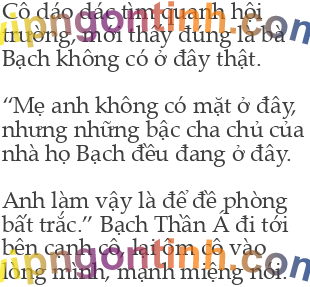 Cô dáo dác tìm quanh hội
trường, mới thấy đúng là bà
Bạch không có ở đây thật.
“Mẹ anh không có mặt ở đây,
nhưng những bậc cha chủ của
nhà họ Bạch đều đang ở đây.
Anh làm vậy là để đề phòng
bất trắc.” Bạch Thần Á đi tới
bên cạnh cô, lại ôm cô vào
lòng mình, mạnh miệng nói.